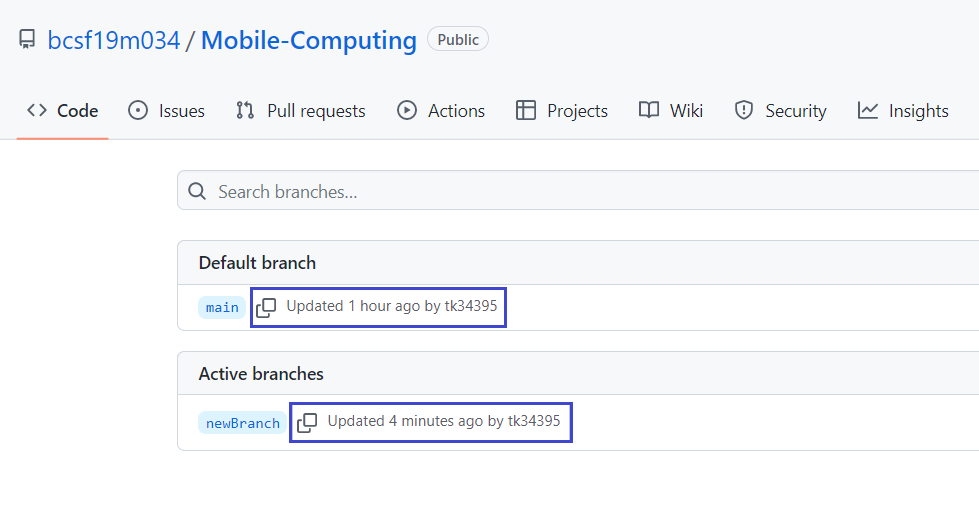 bcsf19m034 / Mobile-Computing Public
Code Issues Pull requests Actions Projects Wiki Security Insights
Search branches...
Default branch
main Updated 1 hour ago by tk34395
Active branches
newBranch Updated 4 minutes ago by tk34395